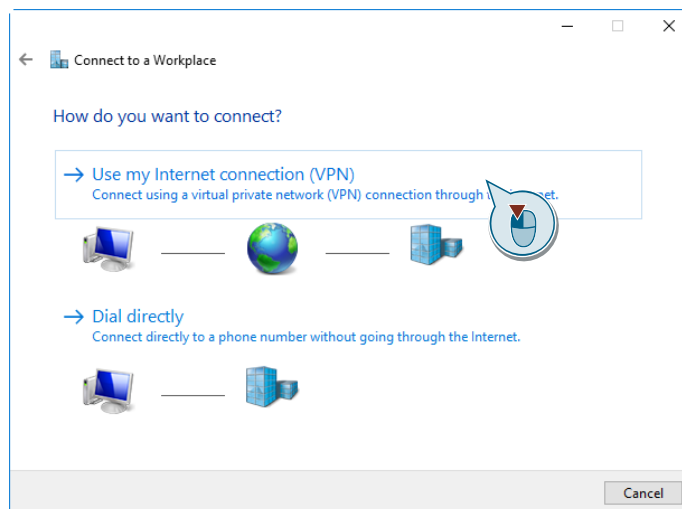 Connect to a Workplace
How do you want to connect?
Use my Internet connection (VPN)
Connect using a virtual private network (VPN) connection through
Dial directly
Connect directly to a phone number without going through the Internet.
Cancel